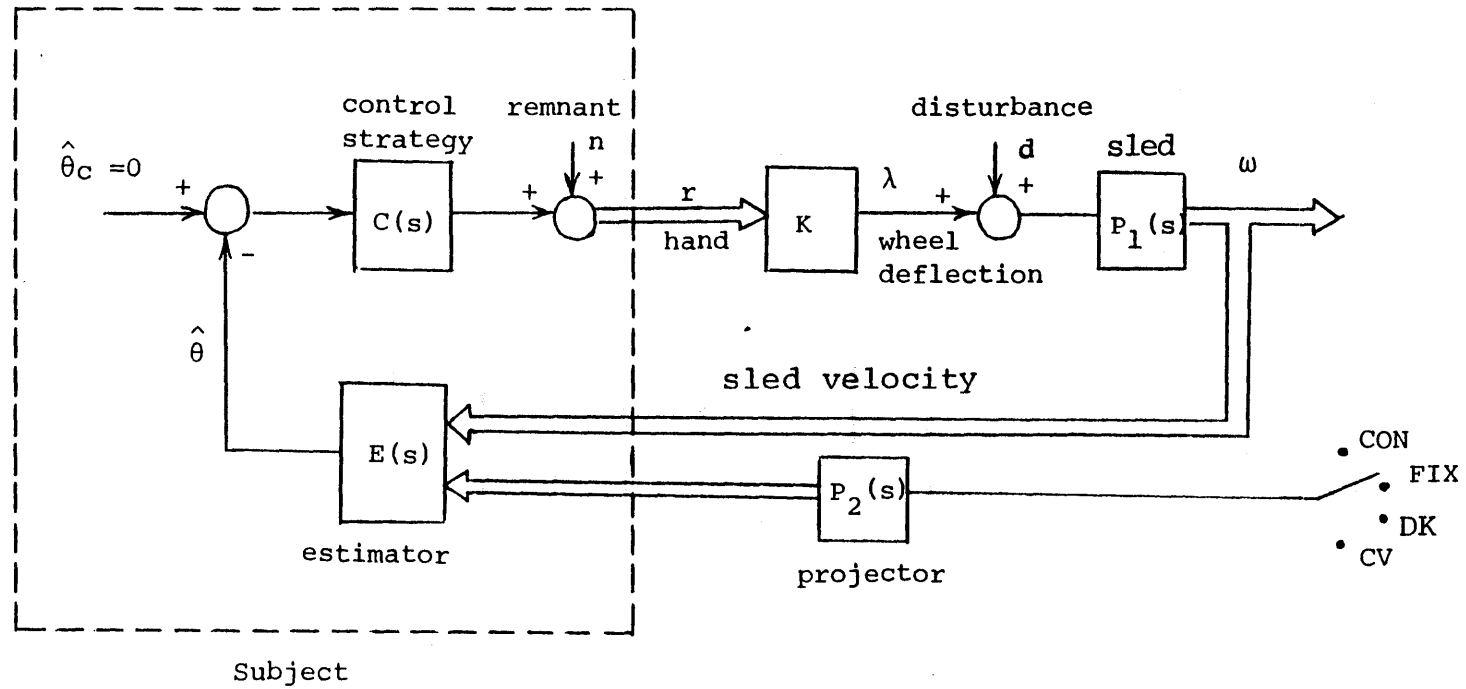 control
strategy
remnant
n
disturbance
d
sled
ω
θ̂c =0
+
+
+
λ
+
+
C(s)
r
hand
K
wheel
deflection
P1(s)
-
θ̂
sled velocity
E(s)
P2(s)
CON
FIX
DK
CV
estimator
projector
Subject